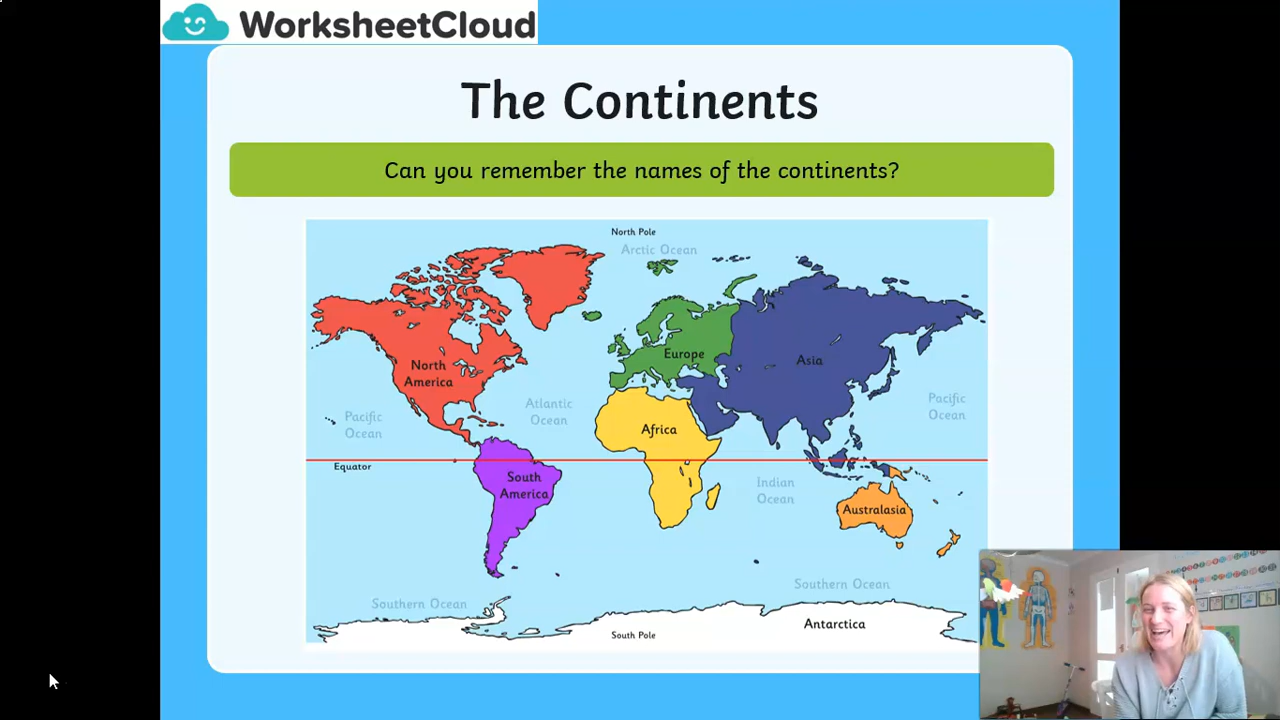 WorksheetCloud
The Continents
Can you remember the names of the continents?
North Pole
Arctic Ocean
Europe
Asia
North
America
Atlantic
Ocean
Pacific
Ocean
Pacific
Ocean
Africa
Equator
South
America
Indian
Ocean
Australasia
Southern Ocean
Southern Ocean
Antarctica
South Pole